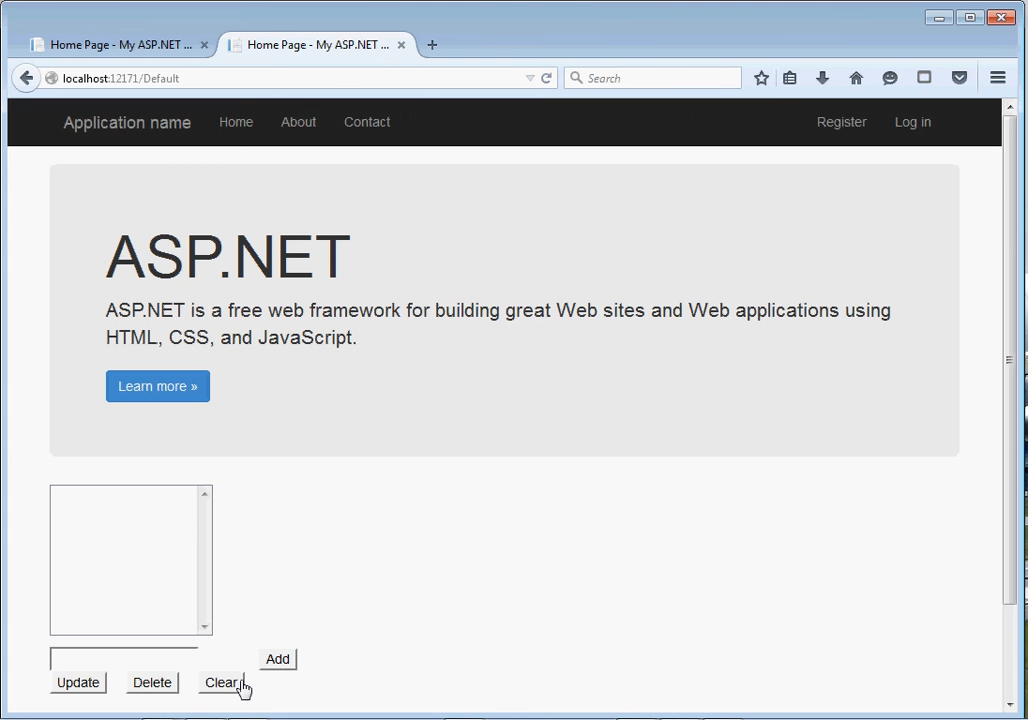 Home Page - My ASP.NET ...
Home Page - My ASP.NET ...
localhost:12171/Default
Search
Application name Home About Contact Register Log in
ASP.NET
ASP.NET is a free web framework for building great Web sites and Web applications using
HTML, CSS, and JavaScript.
Learn more »
Add
Update Delete Clear